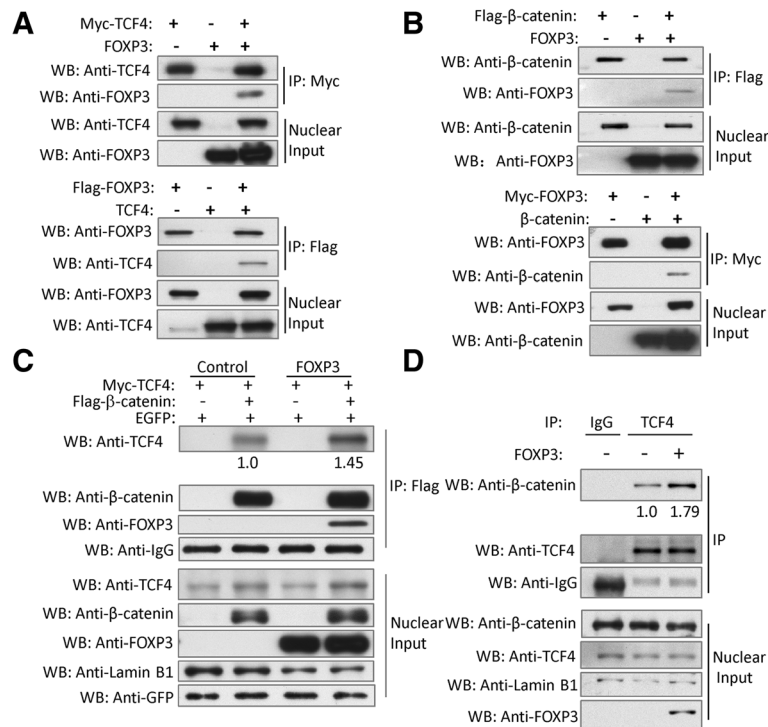 A
Myc-TCF4: + - +
FOXP3: - + +
WB: Anti-TCF4
WB: Anti-FOXP3
IP: Myc
WB: Anti-TCF4
WB: Anti-FOXP3
Nuclear
Input
Flag-FOXP3: + - +
TCF4: - + +
WB: Anti-FOXP3
WB: Anti-TCF4
IP: Flag
WB: Anti-FOXP3
WB: Anti-TCF4
Nuclear
Input
B
Flag-β-catenin: + - +
FOXP3: - + +
WB: Anti-β-catenin
WB: Anti-FOXP3
IP: Flag
WB: Anti-β-catenin
WB: Anti-FOXP3
Nuclear
Input
Myc-FOXP3: + - +
β-catenin: - + +
WB: Anti-FOXP3
WB: Anti-β-catenin
IP: Myc
WB: Anti-FOXP3
WB: Anti-β-catenin
Nuclear
Input
C
Control FOXP3
Myc-TCF4: + + + +
Flag-β-catenin: - + - +
EGFP: + + + +
WB: Anti-TCF4
1.0 1.45
WB: Anti-β-catenin
WB: Anti-FOXP3
WB: Anti-IgG
IP: Flag
WB: Anti-TCF4
WB: Anti-β-catenin
WB: Anti-FOXP3
WB: Anti-Lamin B1
WB: Anti-GFP
Nuclear
Input
D
IP: IgG TCF4
FOXP3: - - +
WB: Anti-β-catenin
1.0 1.79
WB: Anti-TCF4
WB: Anti-IgG
IP
WB: Anti-β-catenin
WB: Anti-TCF4
WB: Anti-Lamin B1
WB: Anti-FOXP3
Nuclear
Input